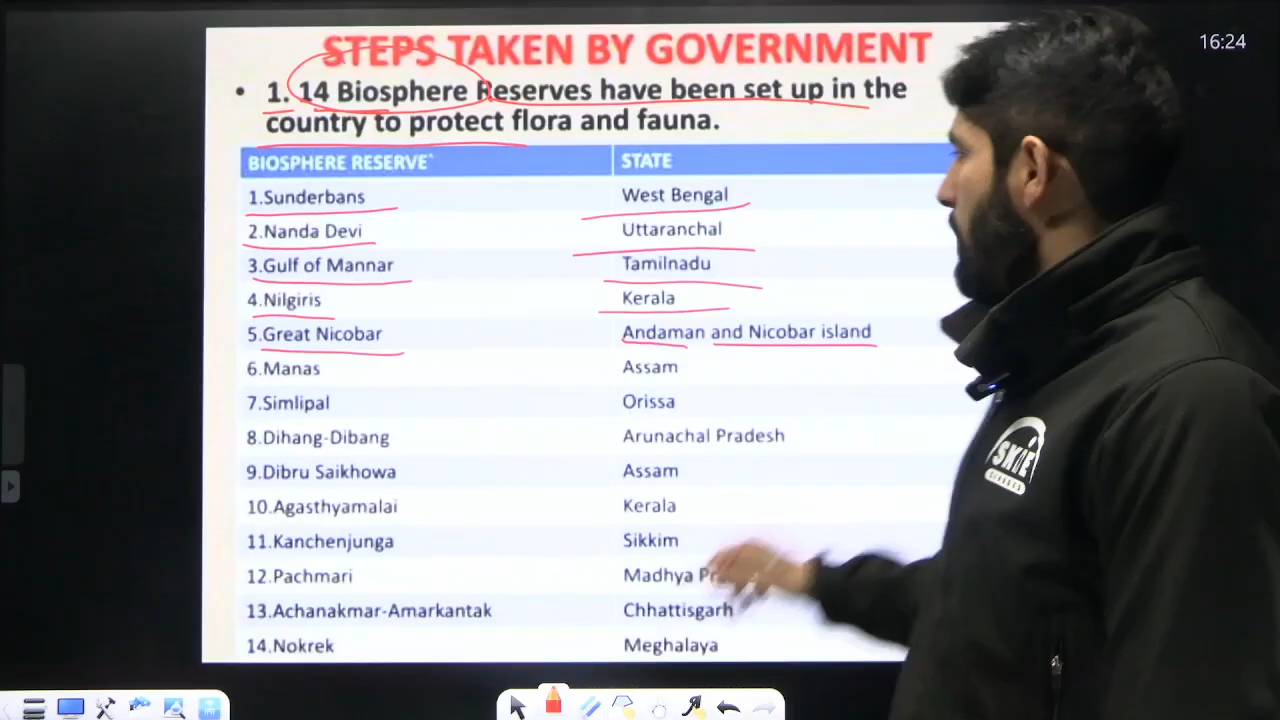 16:24
STEPS TAKEN BY GOVERNMENT
• 1. 14 Biosphere Reserves have been set up in the
country to protect flora and fauna.
BIOSPHERE RESERVE STATE
1.Sunderbans West Bengal
2.Nanda Devi Uttaranchal
3.Gulf of Mannar Tamilnadu
4.Nilgiris Kerala
5.Great Nicobar Andaman and Nicobar island
6.Manas Assam
7.Simlipal Orissa
8.Dihang-Dibang Arunachal Pradesh
9.Dibru Saikhowa Assam
10.Agasthyamalai Kerala
11.Kanchenjunga Sikkim
12.Pachmari Madhya
13.Achanakmar-Amarkantak Chhattisgarh
14.Nokrek Meghalaya
CLASSES